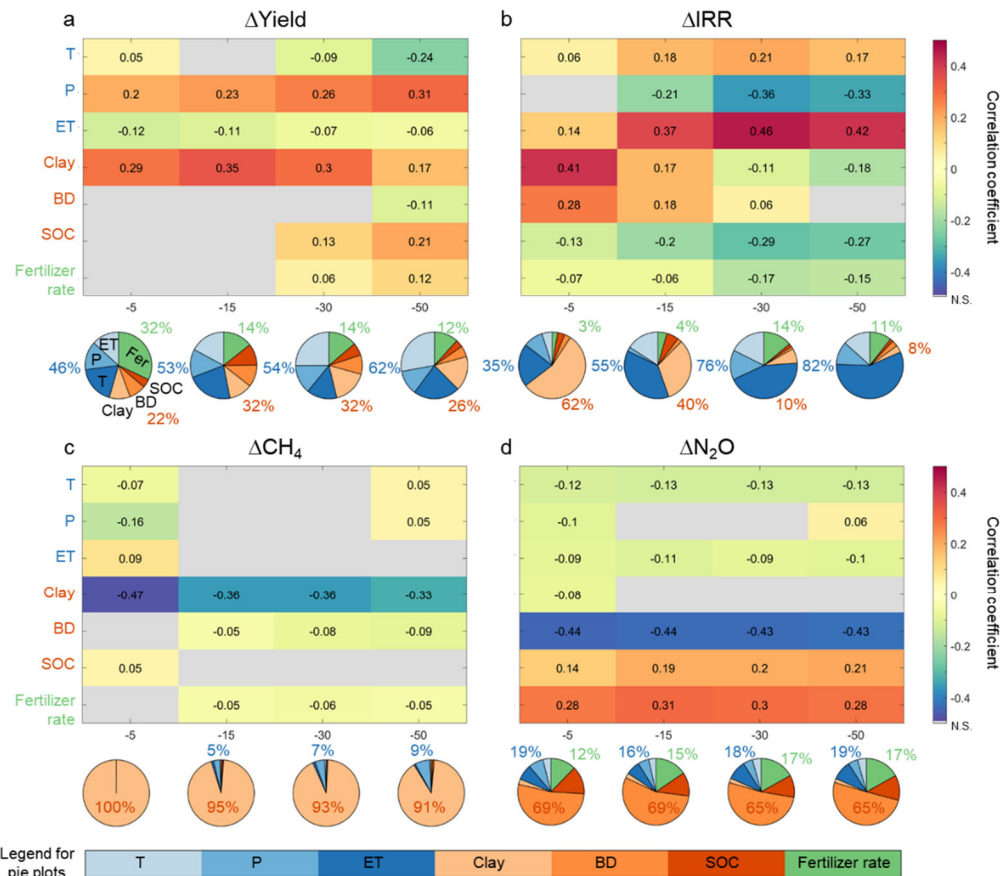 a ΔYield
T 0.05 -0.09 -0.24
P 0.2 0.23 0.26 0.31
ET -0.12 -0.11 -0.07 -0.06
Clay 0.29 0.35 0.3 0.17
BD -0.11
SOC 0.13 0.21
Fertilizer
rate 0.06 0.12
-5 -15 -30 -50
32% 14% 14% 12%
46% 53% 54% 62%
ET P T Fer Clay BD SOC
22% 32% 32% 26%
b ΔIRR
0.06 0.18 0.21 0.17
-0.21 -0.36 -0.33
0.14 0.37 0.46 0.42
0.41 0.17 -0.11 -0.18
0.28 0.18 0.06
-0.13 -0.2 -0.29 -0.27
-0.07 -0.06 -0.17 -0.15
-5 -15 -30 -50
3% 4% 14% 11%
35% 55% 76% 82% 8%
62% 40% 10%
0.4
0.2
0
-0.2
-0.4
N.S.
Correlation coefficient
c ΔCH4
T -0.07 0.05
P -0.16 0.05
ET 0.09
Clay -0.47 -0.36 -0.36 -0.33
BD -0.05 -0.08 -0.09
SOC 0.05
Fertilizer
rate -0.05 -0.06 -0.05
-5 -15 -30 -50
5% 7% 9%
100% 95% 93% 91%
d ΔN2O
-0.12 -0.13 -0.13 -0.13
-0.1 0.06
-0.09 -0.11 -0.09 -0.1
-0.08
-0.44 -0.44 -0.43 -0.43
0.14 0.19 0.2 0.21
0.28 0.31 0.3 0.28
-5 -15 -30 -50
19% 12% 16% 15% 18% 17% 19% 17%
69% 69% 65% 65%
0.4
0.2
0
-0.2
-0.4
N.S.
Correlation coefficient
Legend for
pie plots
T P ET Clay BD SOC Fertilizer rate